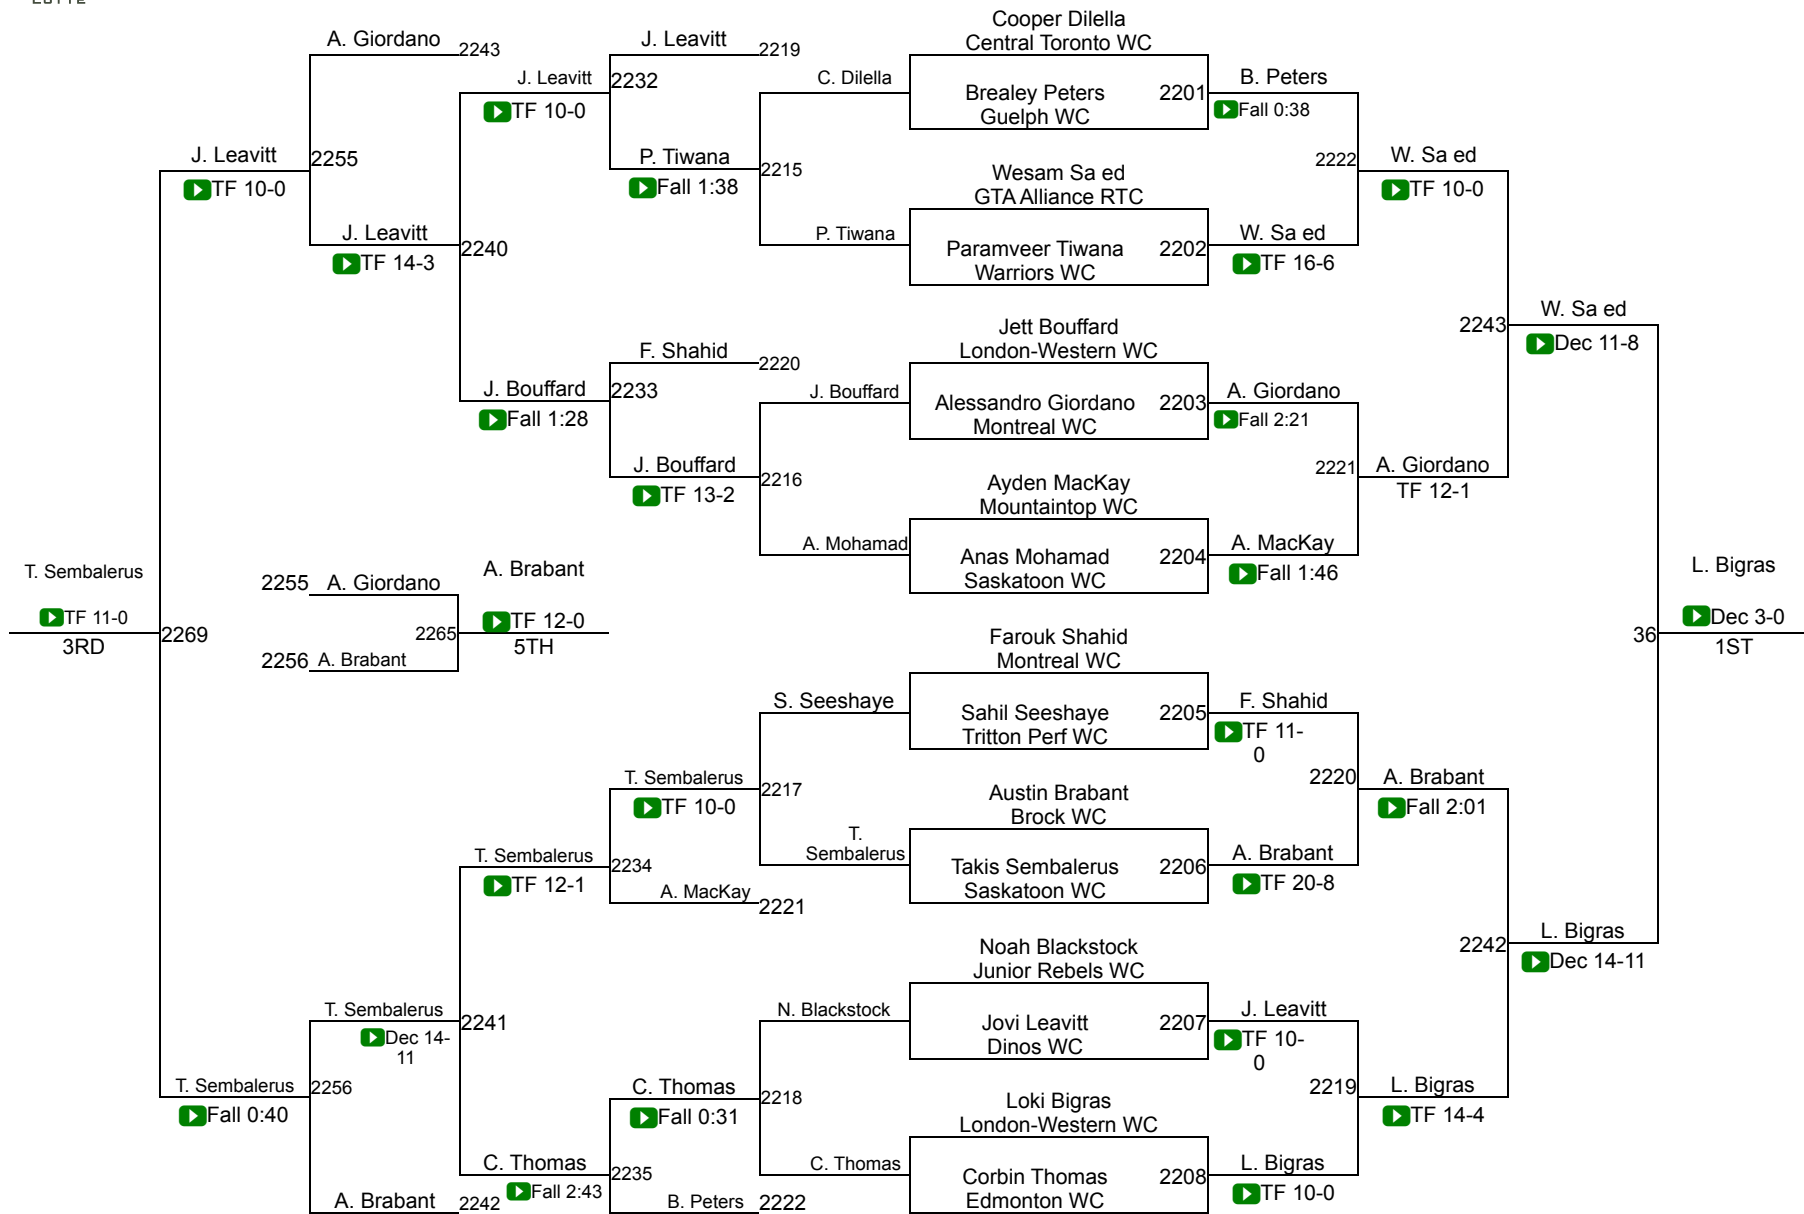 A. Giordano 2243
J. Leavitt 2219
Cooper Dilella
Central Toronto WC
J. Leavitt 2232
TF 10-0
C. Dilella
Brealey Peters 2201
Guelph WC
B. Peters
Fall 0:38
J. Leavitt 2255
TF 10-0
P. Tiwana 2215
Fall 1:38
Wesam Sa ed
GTA Alliance RTC
2222 W. Sa ed
TF 10-0
J. Leavitt 2240
TF 14-3
P. Tiwana
Paramveer Tiwana 2202
Warriors WC
W. Sa ed
TF 16-6
2243 W. Sa ed
Dec 11-8
F. Shahid 2220
Jett Bouffard
London-Western WC
J. Bouffard 2233
Fall 1:28
J. Bouffard
Alessandro Giordano 2203
Montreal WC
A. Giordano
Fall 2:21
J. Bouffard 2216
TF 13-2
Ayden MacKay
Mountaintop WC
2221 A. Giordano
TF 12-1
A. Mohamad
Anas Mohamad 2204
Saskatoon WC
A. MacKay
Fall 1:46
T. Sembalerus
TF 11-0
3RD
2269
2255 A. Giordano
2256 A. Brabant
2265
A. Brabant
TF 12-0
5TH
L. Bigras
Dec 3-0
1ST
36
Farouk Shahid
Montreal WC
S. Seeshaye
Sahil Seeshaye 2205
Tritton Perf WC
F. Shahid
TF 11-
0
T. Sembalerus 2217
TF 10-0
Austin Brabant
Brock WC
2220 A. Brabant
Fall 2:01
T. Sembalerus 2234
TF 12-1
T.
Sembalerus
Takis Sembalerus 2206
Saskatoon WC
A. Brabant
TF 20-8
A. MacKay 2221
Noah Blackstock
Junior Rebels WC
2242 L. Bigras
Dec 14-11
T. Sembalerus 2241
Dec 14-
11
N. Blackstock
Jovi Leavitt 2207
Dinos WC
J. Leavitt
TF 10-
0
T. Sembalerus 2256
Fall 0:40
C. Thomas 2218
Fall 0:31
Loki Bigras
London-Western WC
2219 L. Bigras
TF 14-4
C. Thomas 2235
Fall 2:43
C. Thomas
Corbin Thomas 2208
Edmonton WC
L. Bigras
TF 10-0
A. Brabant 2242
B. Peters 2222